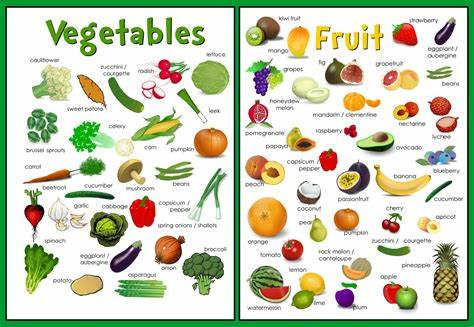 Vegetables
cauliflower
zucchini /
courgette
radish
lettuce
sweet potato
leek
brussel sprouts
celery
corn
pumpkin
carrot
beetroot
mushroom
beans
cucumber
garlic
cabbage
capsicum /
pepper
spring onions / shallots
spinach
eggplant /
aubergine
onion
broccoli
potato
asparagus
Fruit
kiwi fruit
mango
strawberry
eggplant /
aubergine
grapes
fig
grapefruit
honeydew
melon
mandarin / clementine
pomegranate
raspberry
nectarine
lychee
papaya
avocado
capsicum /
pepper
peach
beans
blueberry
passionfruit
coconut
banana
cucumber
orange
plum
pear
cherry
apple
tomato
rock melon /
cantaloupe
zucchini /
courgette
pineapple
watermelon
lemon
lime
pumpkin
apricot